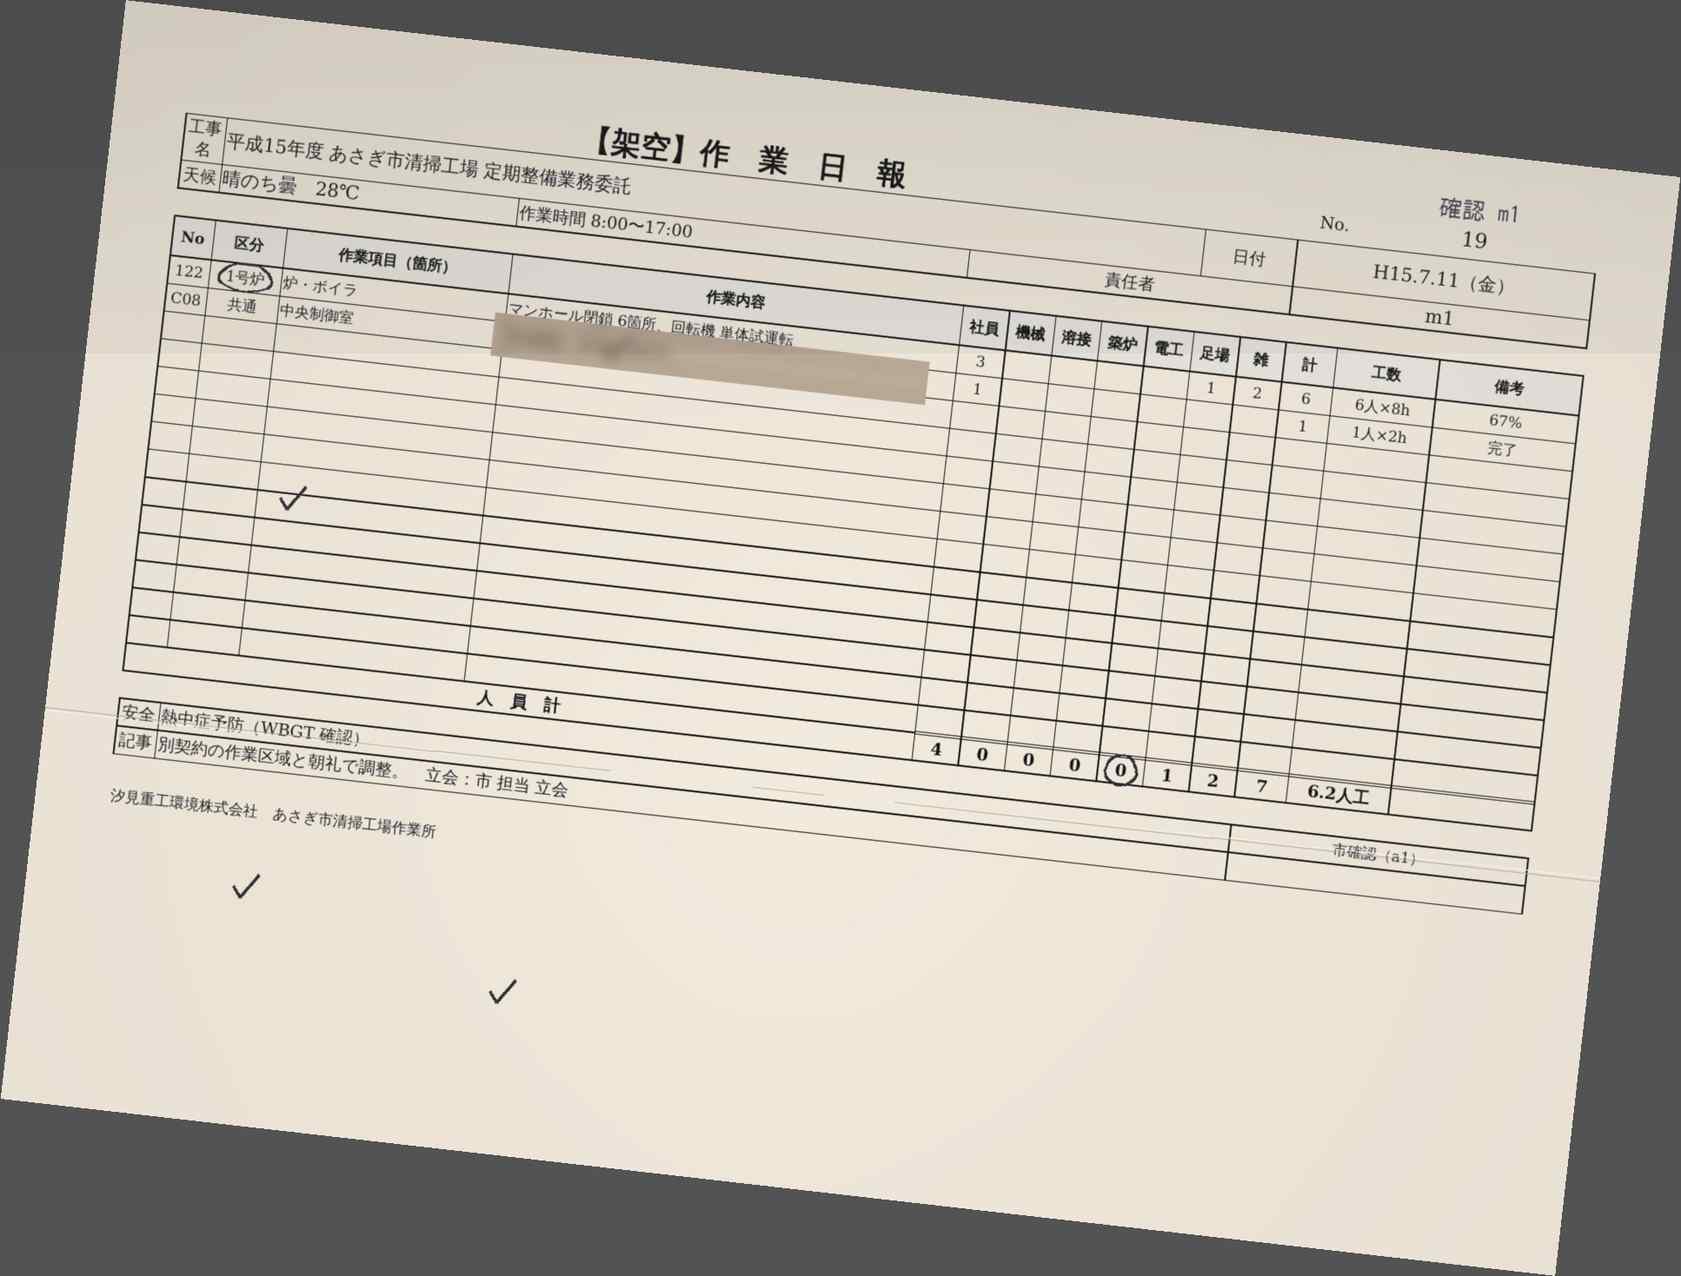 【架空】作 業 日 報
確認 m1
No. 19
工事名 平成15年度 あさぎ市清掃工場 定期整備業務委託 日付 H15.7.11（金）
天候 晴のち曇 28℃ 作業時間 8:00〜17:00 責任者 m1
No 区分 作業項目（箇所） 作業内容 社員 機械 溶接 築炉 電工 足場 雑 計 工数 備考
122 1号炉 炉・ボイラ マンホール閉鎖 6箇所、回転機 単体試運転 3 1 2 6 6人×8h 67%
C08 共通 中央制御室 1 1 1人×2h 完了
人 員 計 4 0 0 0 0 1 2 7 6.2人工
安全 熱中症予防（WBGT 確認） 市確認（a1）
記事 別契約の作業区域と朝礼で調整。 立会：市 担当 立会
汐見重工環境株式会社 あさぎ市清掃工場作業所